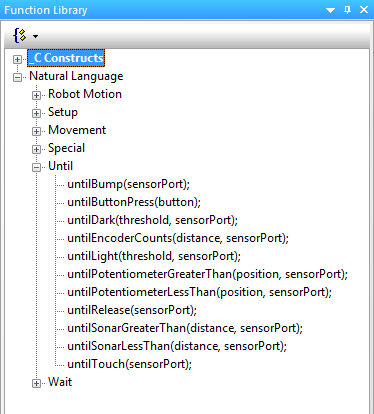 Function Library
_C Constructs
Natural Language
Robot Motion
Setup
Movement
Special
Until
untilBump(sensorPort);
untilButtonPress(button);
untilDark(threshold, sensorPort);
untilEncoderCounts(distance, sensorPort);
untilLight(threshold, sensorPort);
untilPotentiometerGreaterThan(position, sensorPort);
untilPotentiometerLessThan(position, sensorPort);
untilRelease(sensorPort);
untilSonarGreaterThan(distance, sensorPort);
untilSonarLessThan(distance, sensorPort);
untilTouch(sensorPort);
Wait